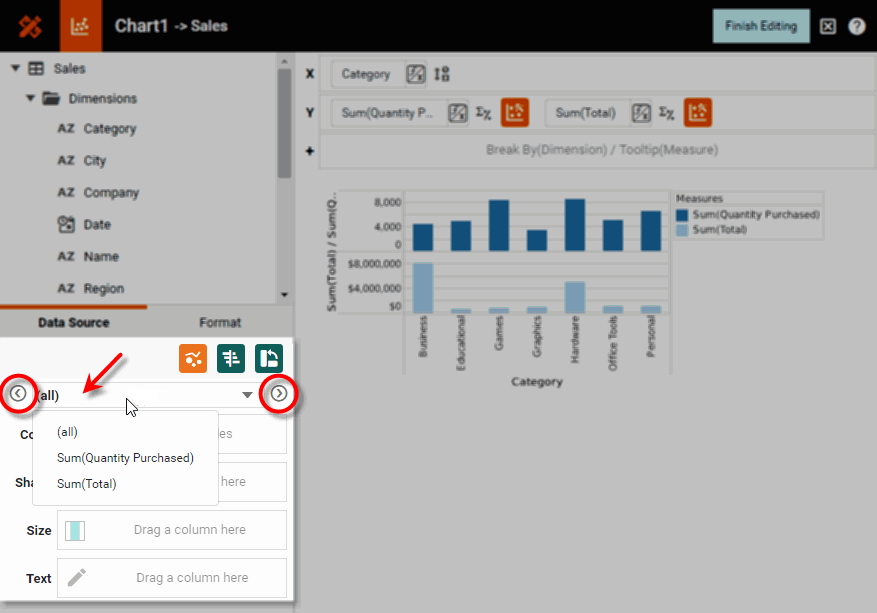 Chart1 -> Sales
Finish Editing
?
Sales
Dimensions
AZ Category
AZ City
AZ Company
Date
AZ Name
AZ Region
Data Source
Format
X
Category
Y
Sum(Quantity P...
Σχ
Sum(Total)
Σχ
+
Break By(Dimension) / Tooltip(Measure)
Sum(Total) / Sum(Q..
8,000
4,000
0
$8,000,000
$4,000,000
$0
Business
Educational
Games
Graphics
Hardware
Office Tools
Personal
Category
Measures
Sum(Quantity Purchased)
Sum(Total)
(all)
(all)
Sum(Quantity Purchased)
Sum(Total)
Co
es
Sha
here
Size
Drag a column here
Text
Drag a column here